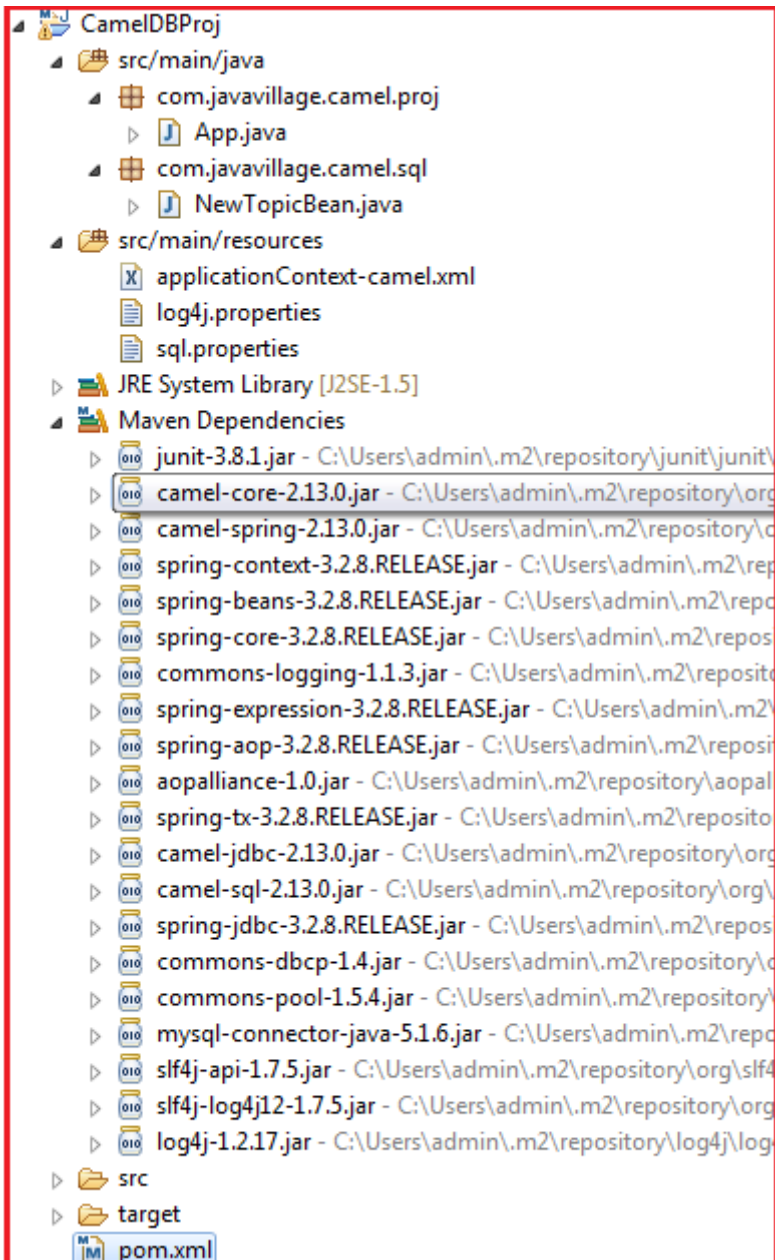 CamelDBProj
src/main/java
com.javavillage.camel.proj
App.java
com.javavillage.camel.sql
NewTopicBean.java
src/main/resources
applicationContext-camel.xml
log4j.properties
sql.properties
JRE System Library [J2SE-1.5]
Maven Dependencies
junit-3.8.1.jar - C:\Users\admin\.m2\repository\junit\junit\
camel-core-2.13.0.jar - C:\Users\admin\.m2\repository\org
camel-spring-2.13.0.jar - C:\Users\admin\.m2\repository\o
spring-context-3.2.8.RELEASE.jar - C:\Users\admin\.m2\rep
spring-beans-3.2.8.RELEASE.jar - C:\Users\admin\.m2\repo
spring-core-3.2.8.RELEASE.jar - C:\Users\admin\.m2\repos
commons-logging-1.1.3.jar - C:\Users\admin\.m2\reposito
spring-expression-3.2.8.RELEASE.jar - C:\Users\admin\.m2\
spring-aop-3.2.8.RELEASE.jar - C:\Users\admin\.m2\reposi
aopalliance-1.0.jar - C:\Users\admin\.m2\repository\aopal
spring-tx-3.2.8.RELEASE.jar - C:\Users\admin\.m2\reposito
camel-jdbc-2.13.0.jar - C:\Users\admin\.m2\repository\org
camel-sql-2.13.0.jar - C:\Users\admin\.m2\repository\org\
spring-jdbc-3.2.8.RELEASE.jar - C:\Users\admin\.m2\repos
commons-dbcp-1.4.jar - C:\Users\admin\.m2\repository\c
commons-pool-1.5.4.jar - C:\Users\admin\.m2\repository\
mysql-connector-java-5.1.6.jar - C:\Users\admin\.m2\repo
slf4j-api-1.7.5.jar - C:\Users\admin\.m2\repository\org\slf4
slf4j-log4j12-1.7.5.jar - C:\Users\admin\.m2\repository\org
log4j-1.2.17.jar - C:\Users\admin\.m2\repository\log4j\log
src
target
pom.xml